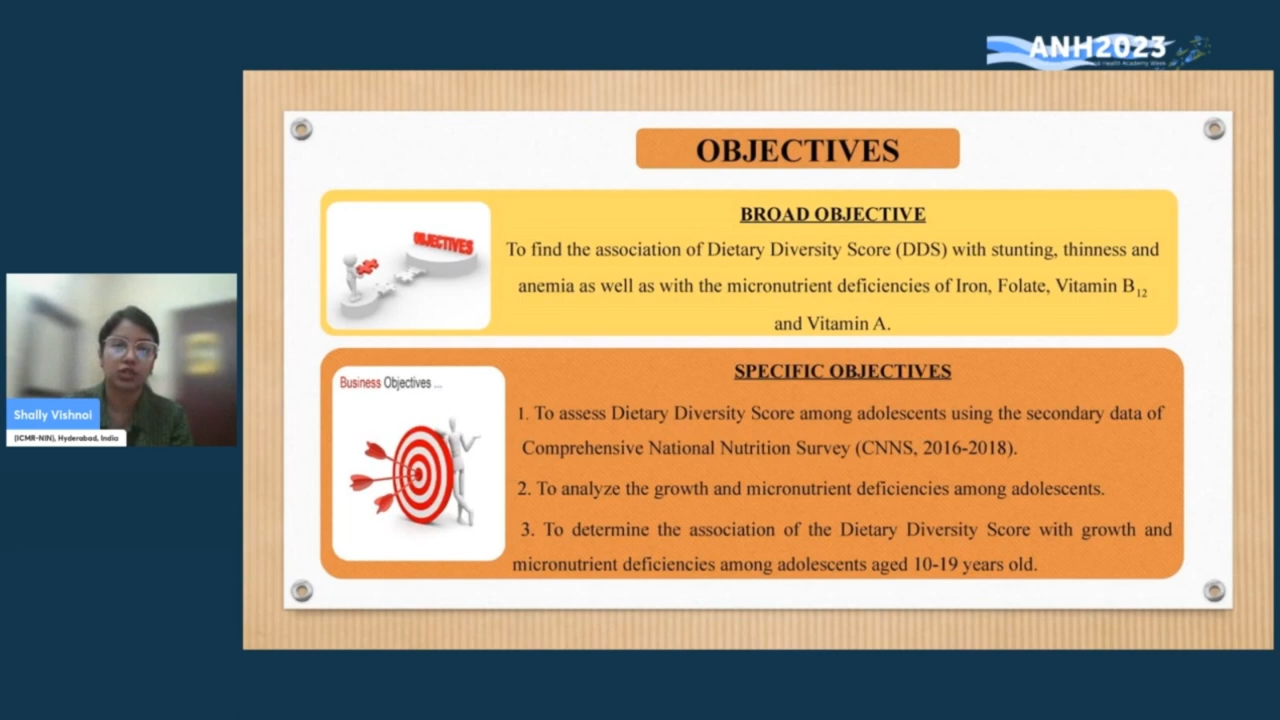 ANH2023
Health Academy Week
OBJECTIVES
BROAD OBJECTIVE
OBJECTIVES
To find the association of Dietary Diversity Score (DDS) with stunting, thinness and
anemia as well as with the micronutrient deficiencies of Iron, Folate, Vitamin B12
and Vitamin A.
SPECIFIC OBJECTIVES
Business Objectives ...
1. To assess Dietary Diversity Score among adolescents using the secondary data of
Comprehensive National Nutrition Survey (CNNS, 2016-2018).
2. To analyze the growth and micronutrient deficiencies among adolescents.
3. To determine the association of the Dietary Diversity Score with growth and
micronutrient deficiencies among adolescents aged 10-19 years old.
Shally Vishnoi
(ICMR-NIN), Hyderabad, India